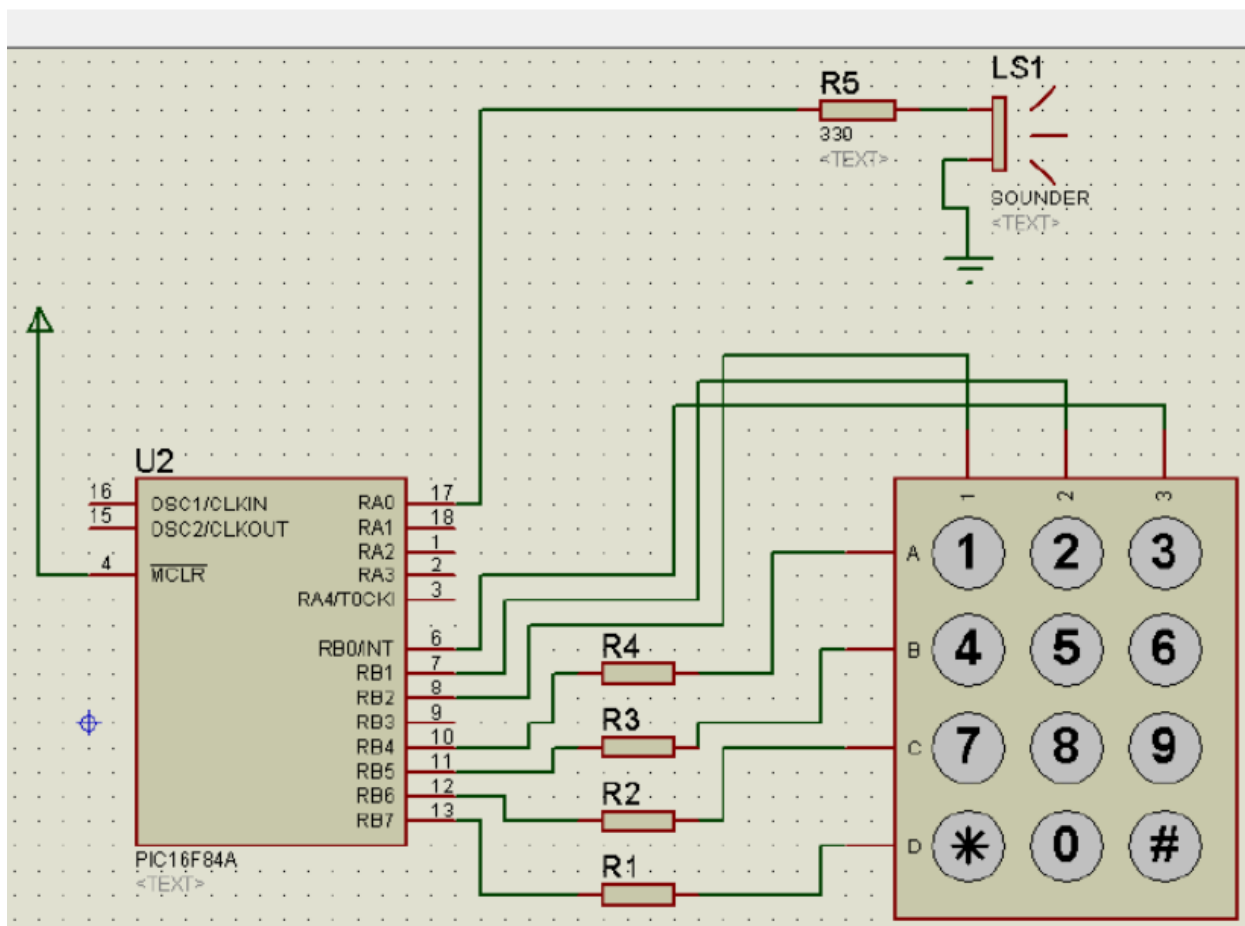 LS1
R5
330
<TEXT>
SOUNDER
<TEXT>
U2
16
15
4
OSC1/CLKIN
OSC2/CLKOUT
MCLR
RA0
RA1
RA2
RA3
RA4/T0CKI
RB0/INT
RB1
RB2
RB3
RB4
RB5
RB6
RB7
17
18
1
2
3
6
7
8
9
10
11
12
13
PIC16F84A
<TEXT>
R4
R3
R2
R1
1 2 3
A 1 2 3
B 4 5 6
C 7 8 9
D * 0 #